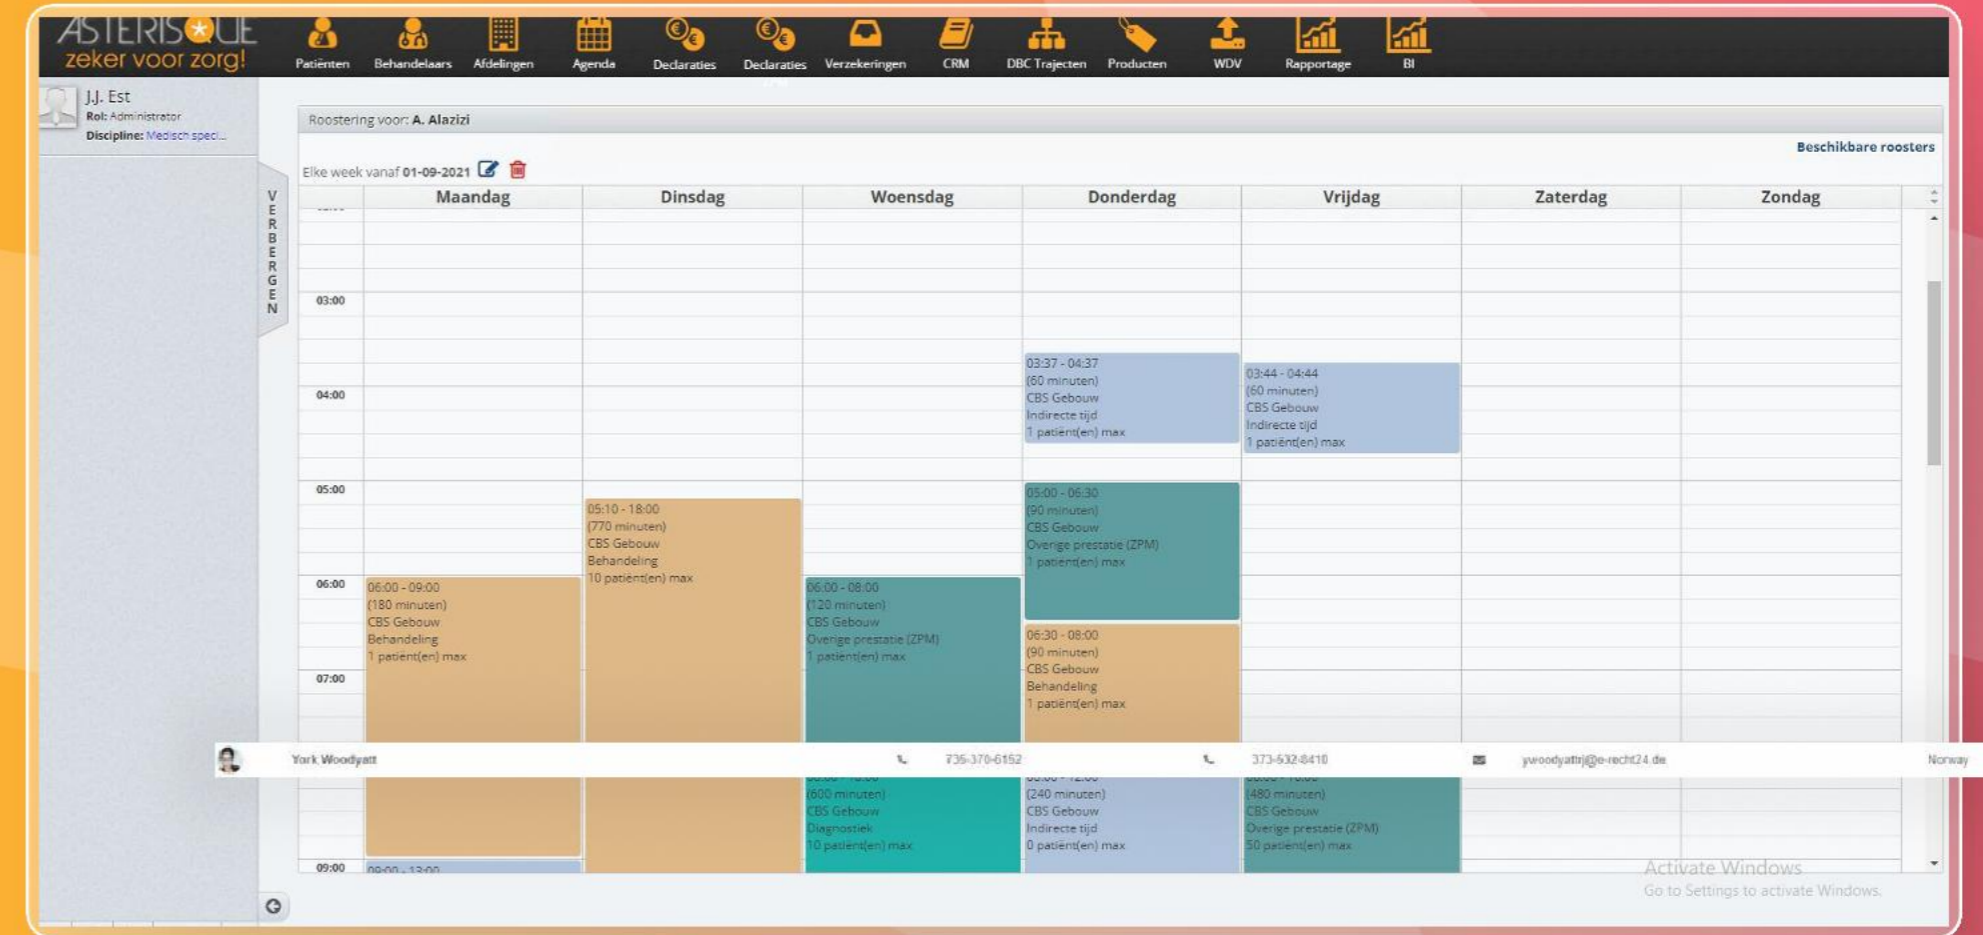 ASTERISQUE
zeker voor zorg!
Patiënten
Behandelaars
Afdelingen
Agenda
Declaraties
Declaraties
Verzekeringen
CRM
DBC Trajecten
Producten
WDV
Rapportage
BI
J.J. Est
Rol: Administrator
Discipline: Medisch speci...
VERBERGEN
Roostering voor: A. Alazizi
Beschikbare roosters
Elke week vanaf 01-09-2021
Maandag
Dinsdag
Woensdag
Donderdag
Vrijdag
Zaterdag
Zondag
03:00
04:00
05:00
06:00
07:00
09:00
06:00 - 09:00
(180 minuten)
CBS Gebouw
Behandeling
1 patiënt(en) max
09:00 - 13:00
05:10 - 18:00
(770 minuten)
CBS Gebouw
Behandeling
10 patiënt(en) max
06:00 - 08:00
(120 minuten)
CBS Gebouw
Overige prestatie (ZPM)
1 patiënt(en) max
(600 minuten)
CBS Gebouw
Diagnostiek
10 patiënt(en) max
03:37 - 04:37
(60 minuten)
CBS Gebouw
Indirecte tijd
1 patiënt(en) max
05:00 - 06:30
(90 minuten)
CBS Gebouw
Overige prestatie (ZPM)
1 patiënt(en) max
06:30 - 08:00
(90 minuten)
CBS Gebouw
Behandeling
1 patiënt(en) max
(240 minuten)
CBS Gebouw
Indirecte tijd
0 patiënt(en) max
03:44 - 04:44
(60 minuten)
CBS Gebouw
Indirecte tijd
1 patiënt(en) max
(480 minuten)
CBS Gebouw
Overige prestatie (ZPM)
50 patiënt(en) max
York Woodyatt
735-370-6152
373-532-8410
ywoodyattrj@e-recht24.de
Norway
Activate Windows
Go to Settings to activate Windows.